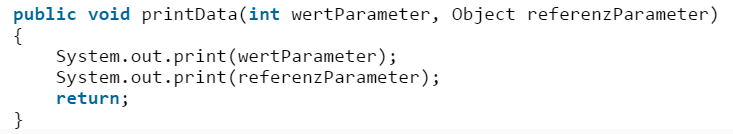 public void printData(int wertParameter, Object referenzParameter)
{
    System.out.print(wertParameter);
    System.out.print(referenzParameter);
    return;
}